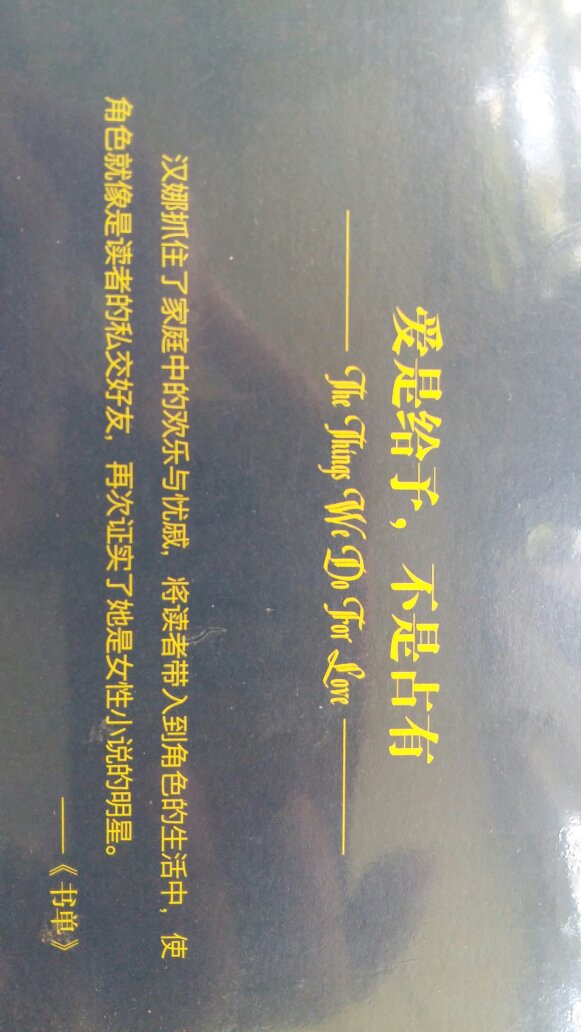 爱是给予，不是占有
The Things We Do For Love
汉娜抓住了家庭中的欢乐与忧戚，将读者带入到角色的生活中，使
角色就像是读者的私交好友，再次证实了她是女性小说的明星。
——《书单》